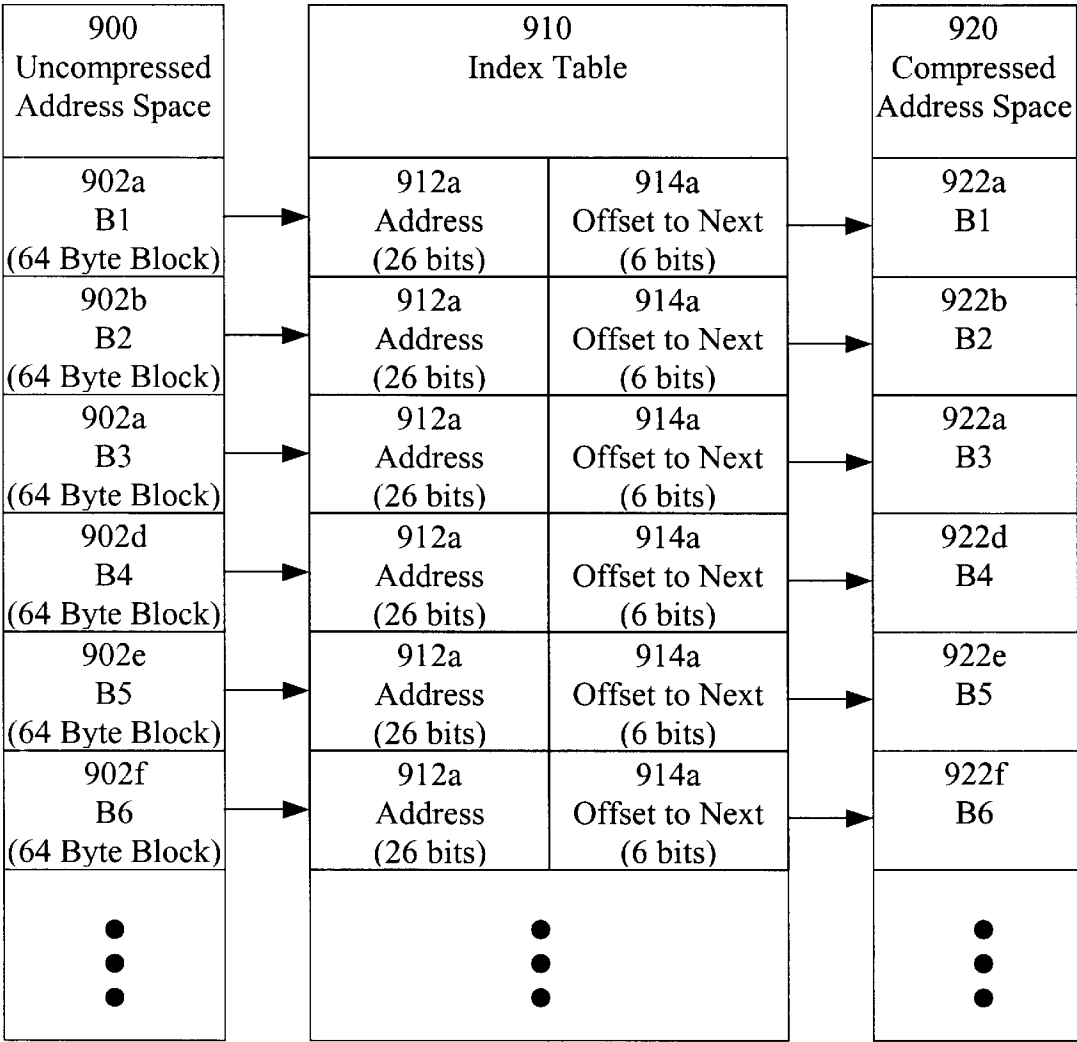 900
Uncompressed
Address Space
910
Index Table
920
Compressed
Address Space
902a
B1
(64 Byte Block)
912a
Address
(26 bits)
914a
Offset to Next
(6 bits)
922a
B1
902b
B2
(64 Byte Block)
912a
Address
(26 bits)
914a
Offset to Next
(6 bits)
922b
B2
902a
B3
(64 Byte Block)
912a
Address
(26 bits)
914a
Offset to Next
(6 bits)
922a
B3
902d
B4
(64 Byte Block)
912a
Address
(26 bits)
914a
Offset to Next
(6 bits)
922d
B4
902e
B5
(64 Byte Block)
912a
Address
(26 bits)
914a
Offset to Next
(6 bits)
922e
B5
902f
B6
(64 Byte Block)
912a
Address
(26 bits)
914a
Offset to Next
(6 bits)
922f
B6